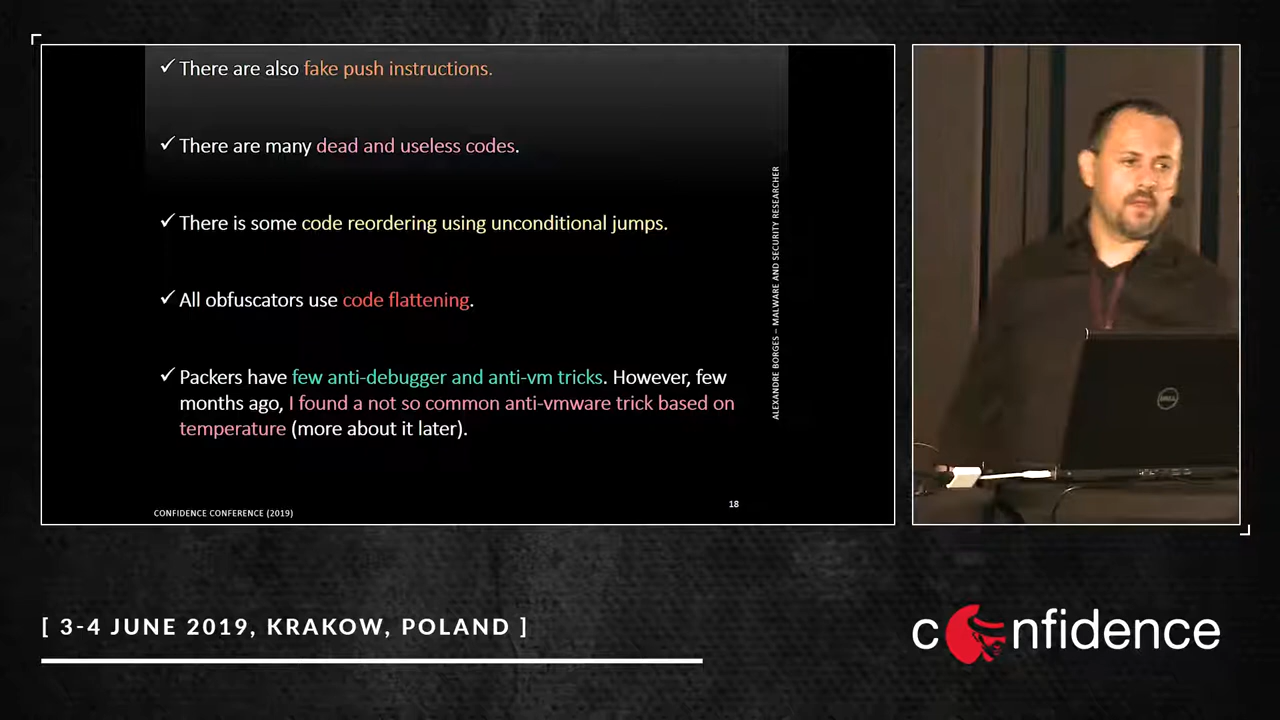 There are also fake push instructions.
There are many dead and useless codes.
There is some code reordering using unconditional jumps.
All obfuscators use code flattening.
Packers have few anti-debugger and anti-vm tricks. However, few
months ago, I found a not so common anti-vmware trick based on
temperature (more about it later).
ALEXANDRE BORGES – MALWARE AND SECURITY RESEARCHER
18
CONFIDENCE CONFERENCE (2019)
DELL
[ 3-4 JUNE 2019, KRAKOW, POLAND ]
confidence